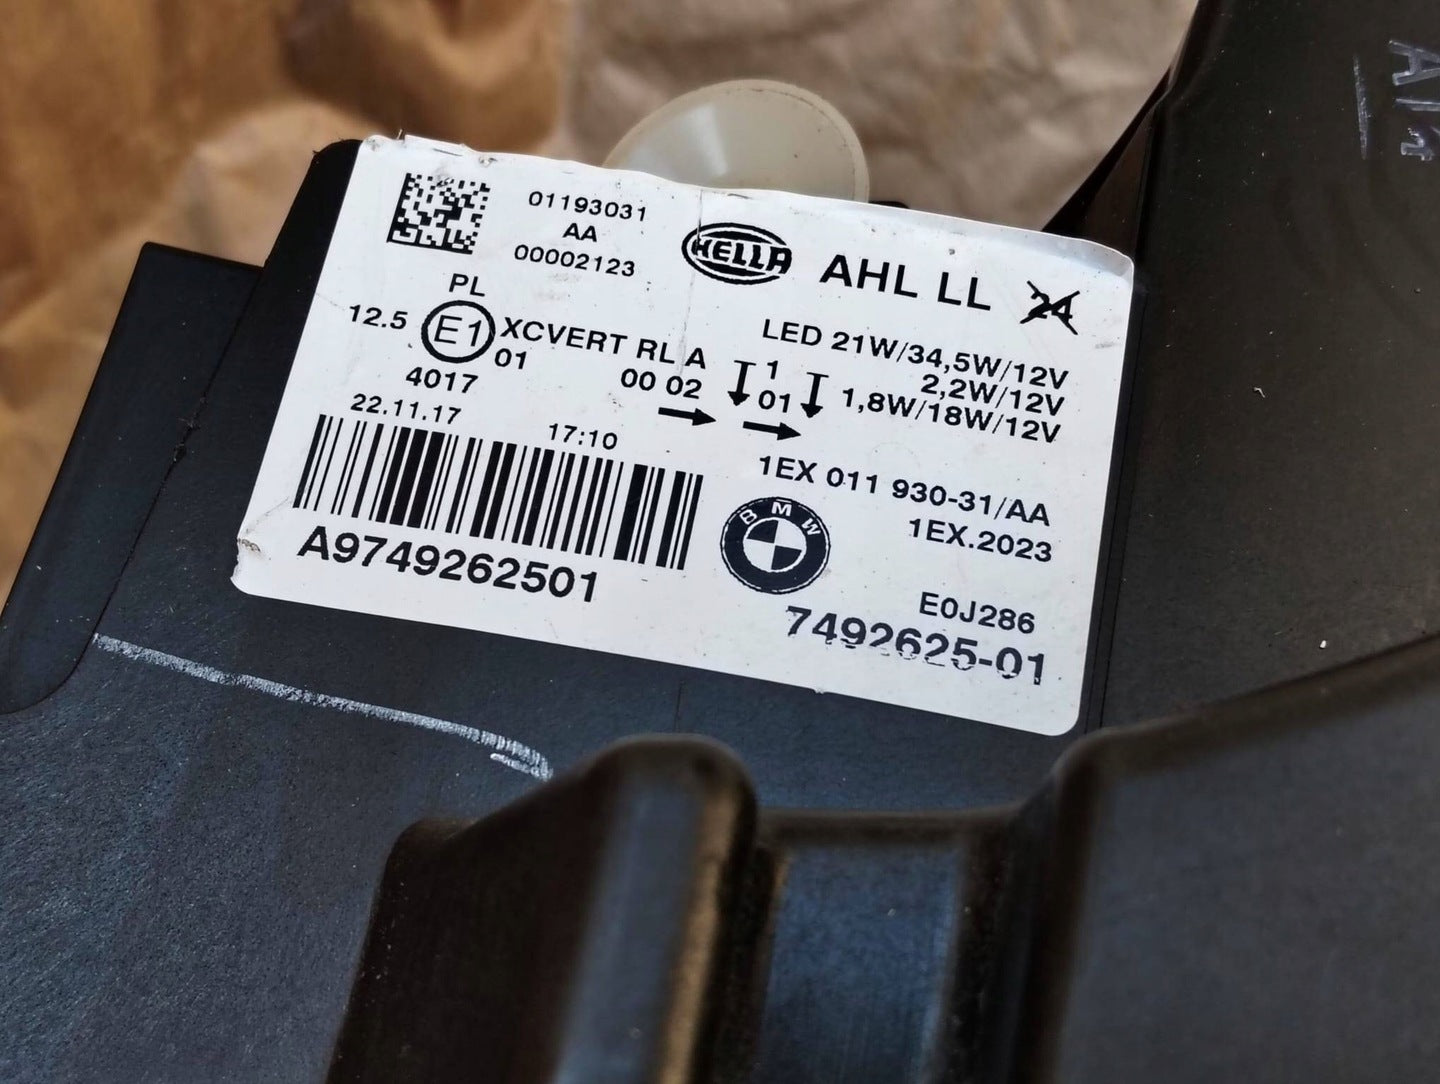 01193031
AA
00002123
HELLA
AHL LL 24
PL
12.5 E1 XCVERT RL A
01 00 02 1 01
4017
LED 21W/34,5W/12V
2,2W/12V
1,8W/18W/12V
22.11.17 17:10
1EX 011 930-31/AA
1EX.2023
A9749262501
BMW
E0J286
7492625-01